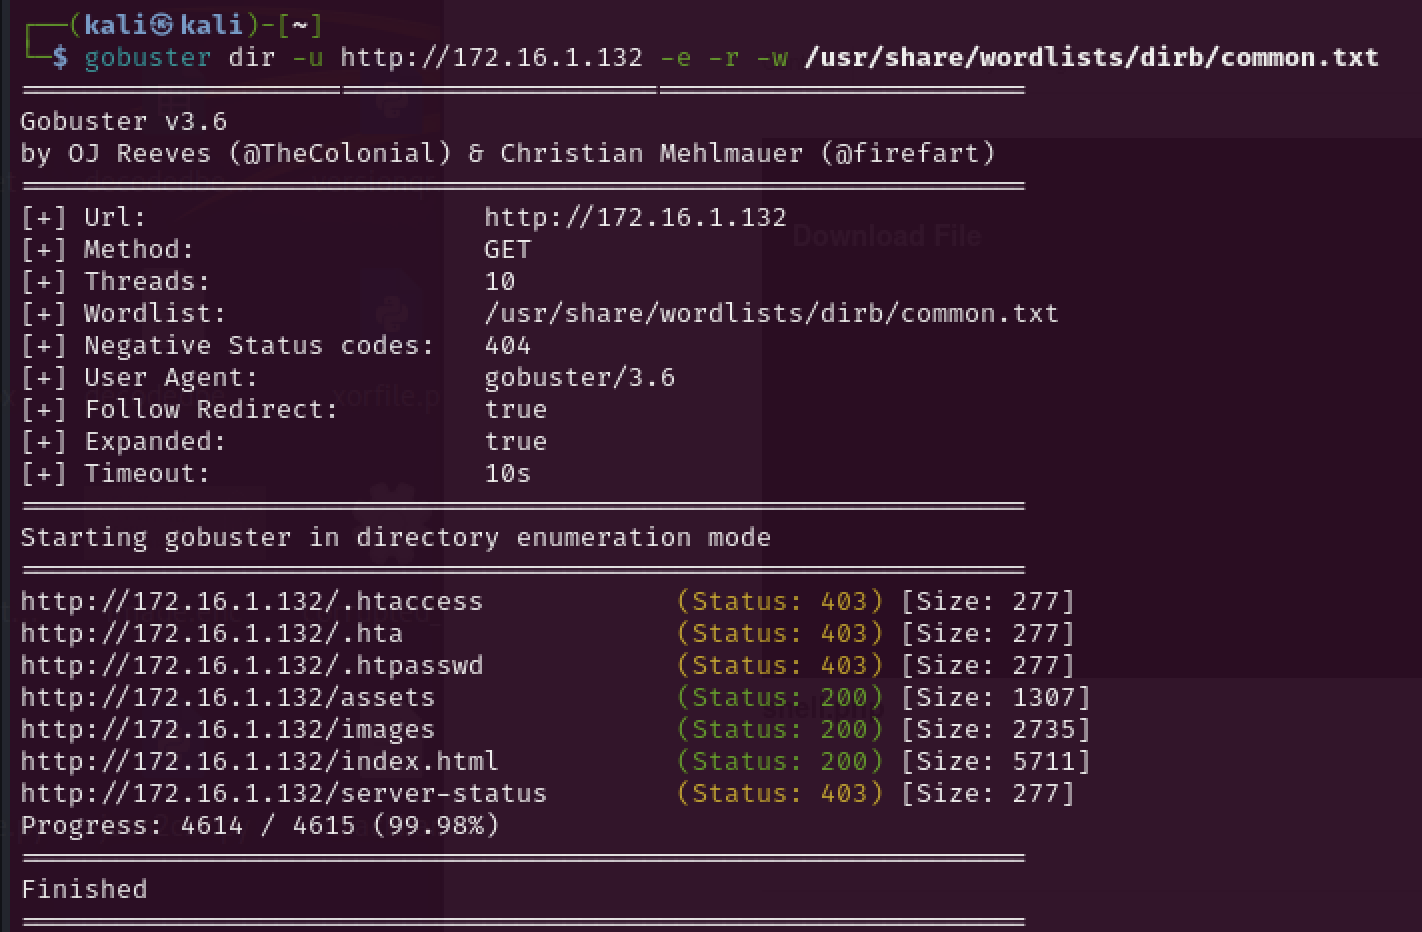 ┌──(kali㉿kali)-[~]
└─$ gobuster dir -u http://172.16.1.132 -e -r -w /usr/share/wordlists/dirb/common.txt
===============================================================
Gobuster v3.6
by OJ Reeves (@TheColonial) & Christian Mehlmauer (@firefart)
===============================================================
[+] Url:                     http://172.16.1.132
[+] Method:                  GET
[+] Threads:                 10
[+] Wordlist:                /usr/share/wordlists/dirb/common.txt
[+] Negative Status codes:   404
[+] User Agent:              gobuster/3.6
[+] Follow Redirect:         true
[+] Expanded:                true
[+] Timeout:                 10s
===============================================================
Starting gobuster in directory enumeration mode
===============================================================
http://172.16.1.132/.htaccess            (Status: 403) [Size: 277]
http://172.16.1.132/.hta                 (Status: 403) [Size: 277]
http://172.16.1.132/.htpasswd            (Status: 403) [Size: 277]
http://172.16.1.132/assets               (Status: 200) [Size: 1307]
http://172.16.1.132/images               (Status: 200) [Size: 2735]
http://172.16.1.132/index.html           (Status: 200) [Size: 5711]
http://172.16.1.132/server-status        (Status: 403) [Size: 277]
Progress: 4614 / 4615 (99.98%)
===============================================================
Finished
===============================================================
Download File
xorfile.p